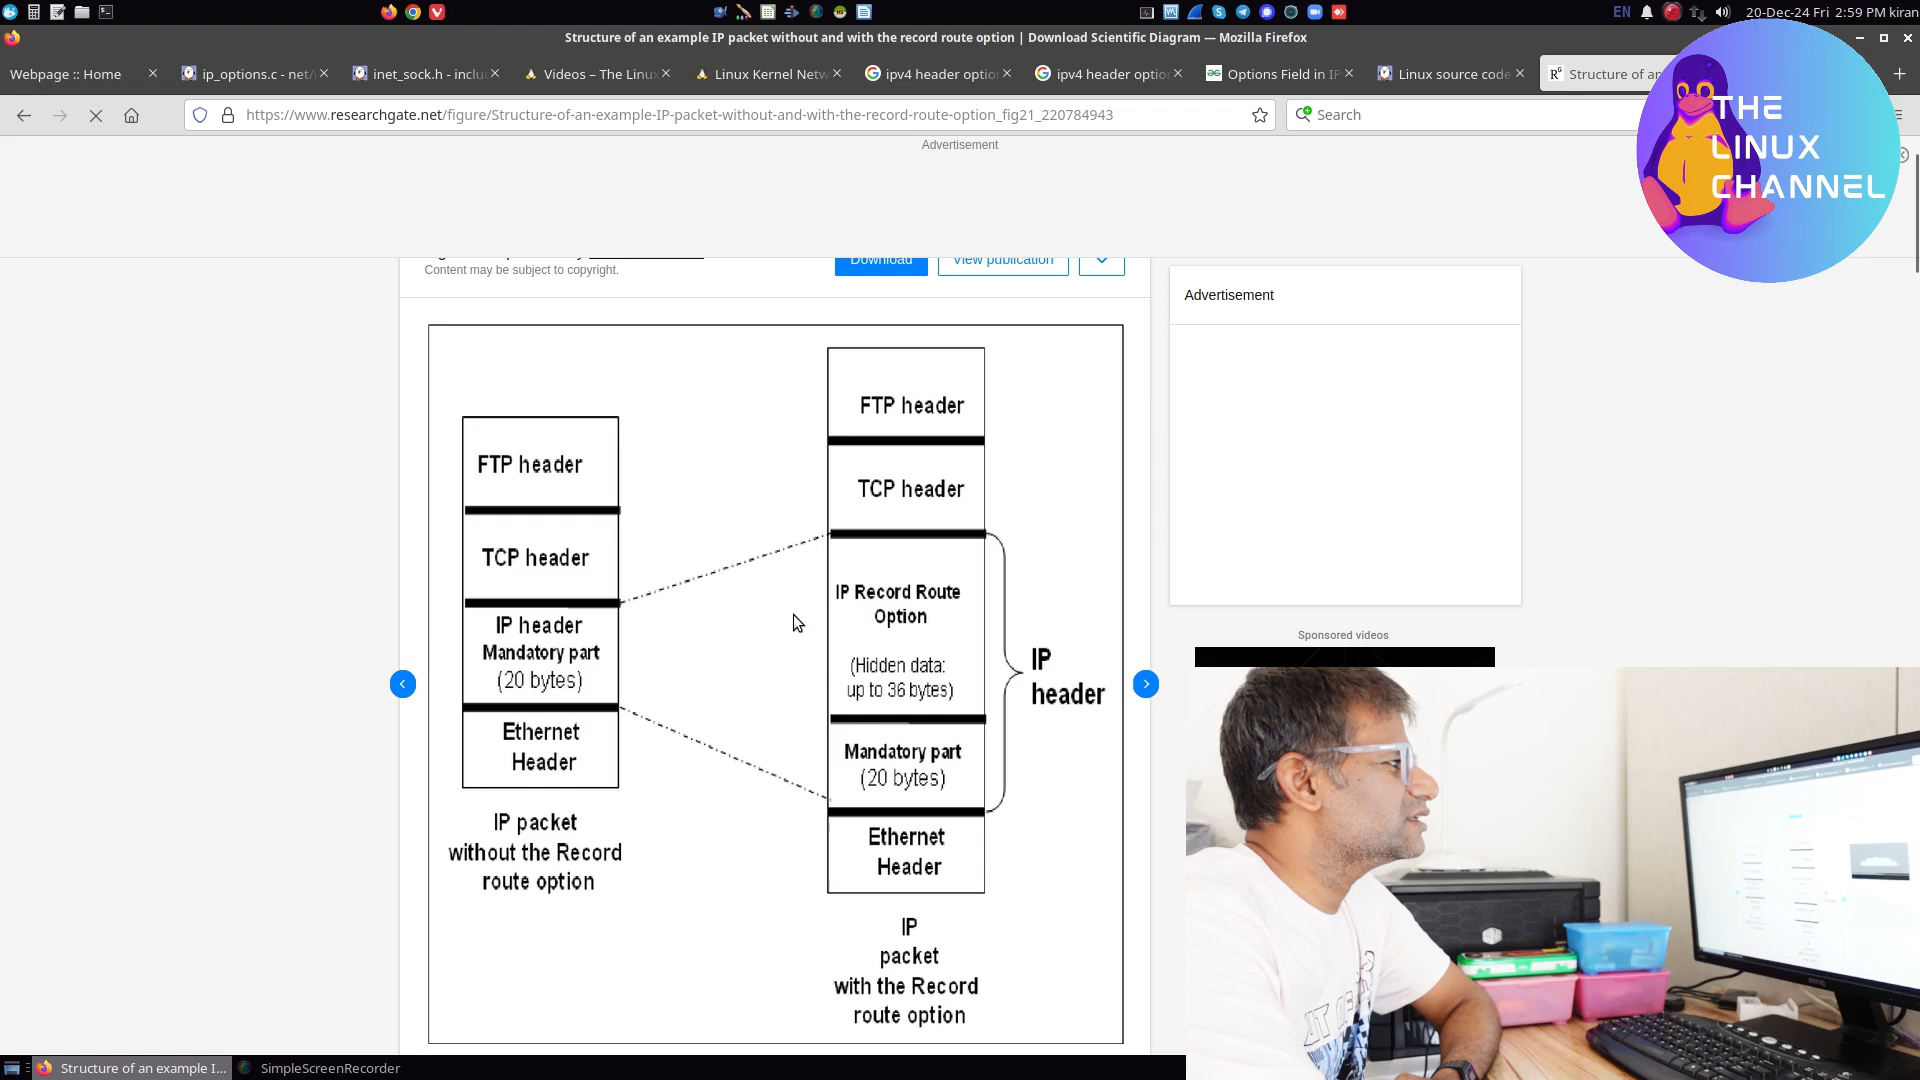 EN
20-Dec-24 Fri 2:59 PM kiran
Structure of an example IP packet without and with the record route option | Download Scientific Diagram — Mozilla Firefox
Webpage :: Home
ip_options.c - net/i
inet_sock.h - inclu
Videos – The Linu
Linux Kernel Netw
ipv4 header optio
ipv4 header optio
Options Field in IP
Linux source code
Structure of an
https://www.researchgate.net/figure/Structure-of-an-example-IP-packet-without-and-with-the-record-route-option_fig21_220784943
Search
THE
LINUX
CHANNEL
Advertisement
Content may be subject to copyright.
Download
View publication
Advertisement
FTP header
TCP header
IP header
Mandatory part
(20 bytes)
Ethernet
Header
IP packet
without the Record
route option
FTP header
TCP header
IP Record Route
Option
(Hidden data:
up to 36 bytes)
Mandatory part
(20 bytes)
Ethernet
Header
IP
header
IP
packet
with the Record
route option
Sponsored videos
Structure of an example I...
SimpleScreenRecorder